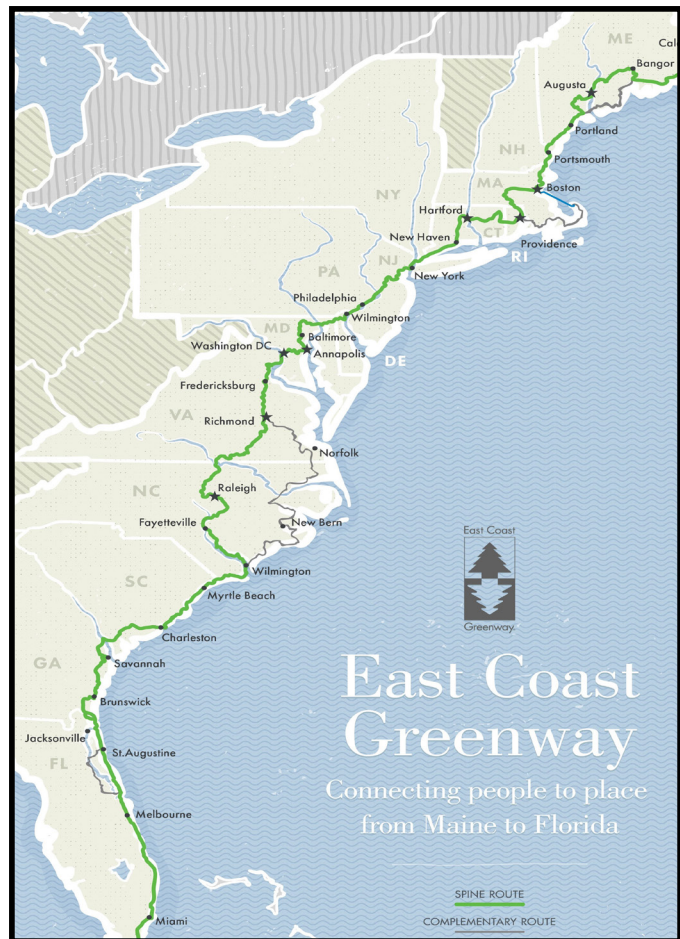 ME
Cal
Bangor
Augusta
Portland
NH
Portsmouth
MA
Boston
NY
Hartford
CT
Providence
New Haven
RI
NJ
PA
New York
Philadelphia
Wilmington
MD
Baltimore
Washington DC
Annapolis
DE
Fredericksburg
VA
Richmond
Norfolk
NC
Raleigh
Fayetteville
New Bern
Wilmington
SC
Myrtle Beach
Charleston
GA
Savannah
Brunswick
Jacksonville
St.Augustine
FL
Melbourne
Miami
East Coast
Greenway
East Coast
Greenway
Connecting people to place
from Maine to Florida
SPINE ROUTE
COMPLEMENTARY ROUTE